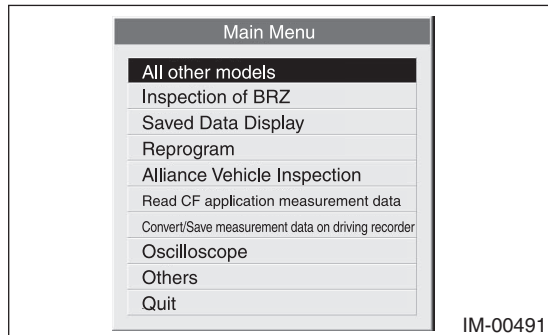 Main Menu
All other models
Inspection of BRZ
Saved Data Display
Reprogram
Alliance Vehicle Inspection
Read CF application measurement data
Convert/Save measurement data on driving recorder
Oscilloscope
Others
Quit
IM-00491